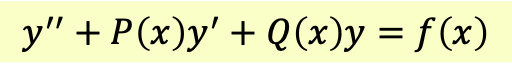 y'' + P(x)y' + Q(x)y = f(x)